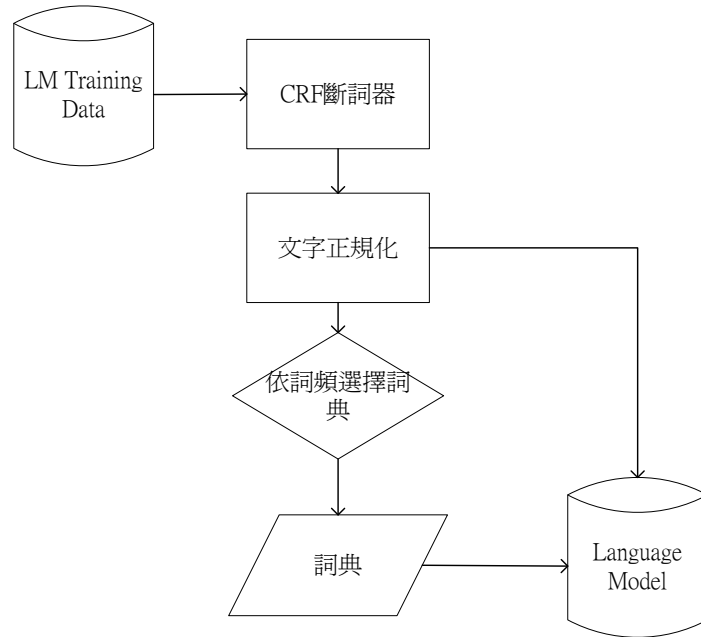 LM Training
Data
CRF斷詞器
文字正規化
依詞頻選擇詞
典
詞典
Language
Model